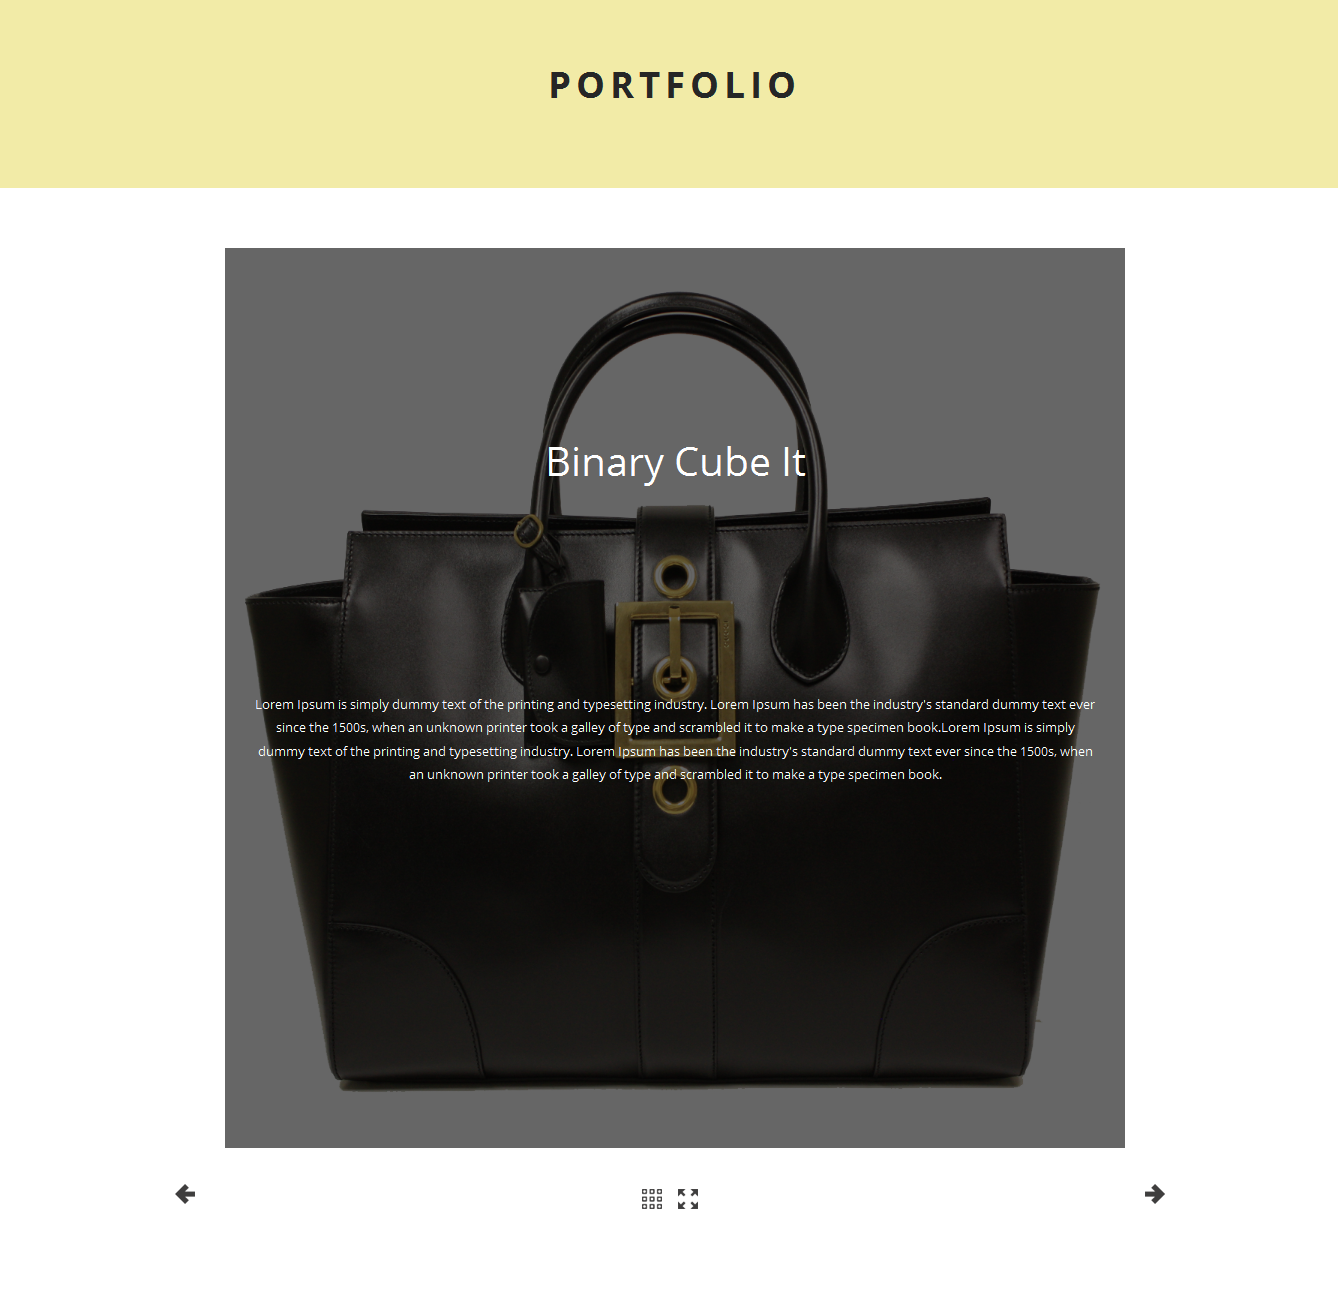 PORTFOLIO
Binary Cube It
Lorem Ipsum is simply dummy text of the printing and typesetting industry. Lorem Ipsum has been the industry's standard dummy text ever
since the 1500s, when an unknown printer took a galley of type and scrambled it to make a type specimen book.Lorem Ipsum is simply
dummy text of the printing and typesetting industry. Lorem Ipsum has been the industry's standard dummy text ever since the 1500s, when
an unknown printer took a galley of type and scrambled it to make a type specimen book.